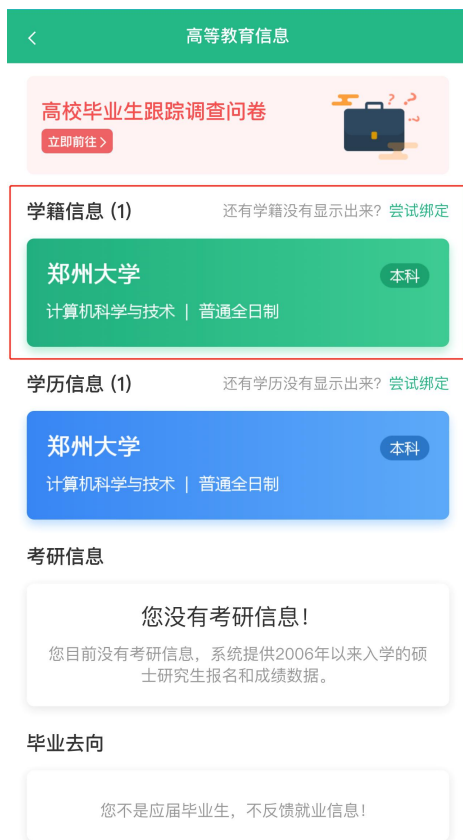 高等教育信息
高校毕业生跟踪调查问卷
立即前往 >
学籍信息 (1) 还有学籍没有显示出来? 尝试绑定
郑州大学 本科
计算机科学与技术 | 普通全日制
学历信息 (1) 还有学历没有显示出来? 尝试绑定
郑州大学 本科
计算机科学与技术 | 普通全日制
考研信息
您没有考研信息!
您目前没有考研信息，系统提供2006年以来入学的硕
士研究生报名和成绩数据。
毕业去向
您不是应届毕业生，不反馈就业信息!